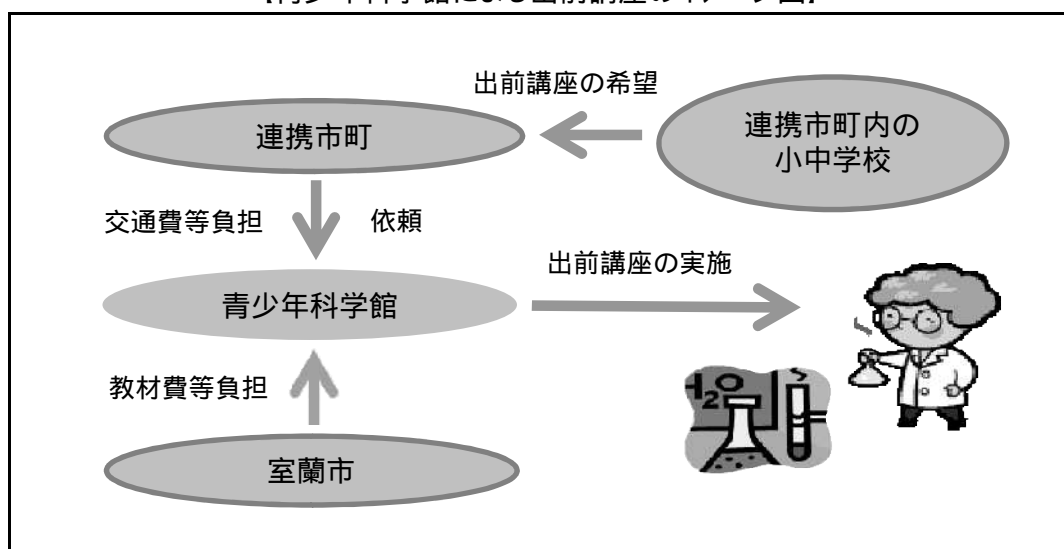 出前講座の希望
連携市町
連携市町内の
小中学校
交通費等負担
依頼
出前講座の実施
青少年科学館
教材費等負担
室蘭市
H₂O